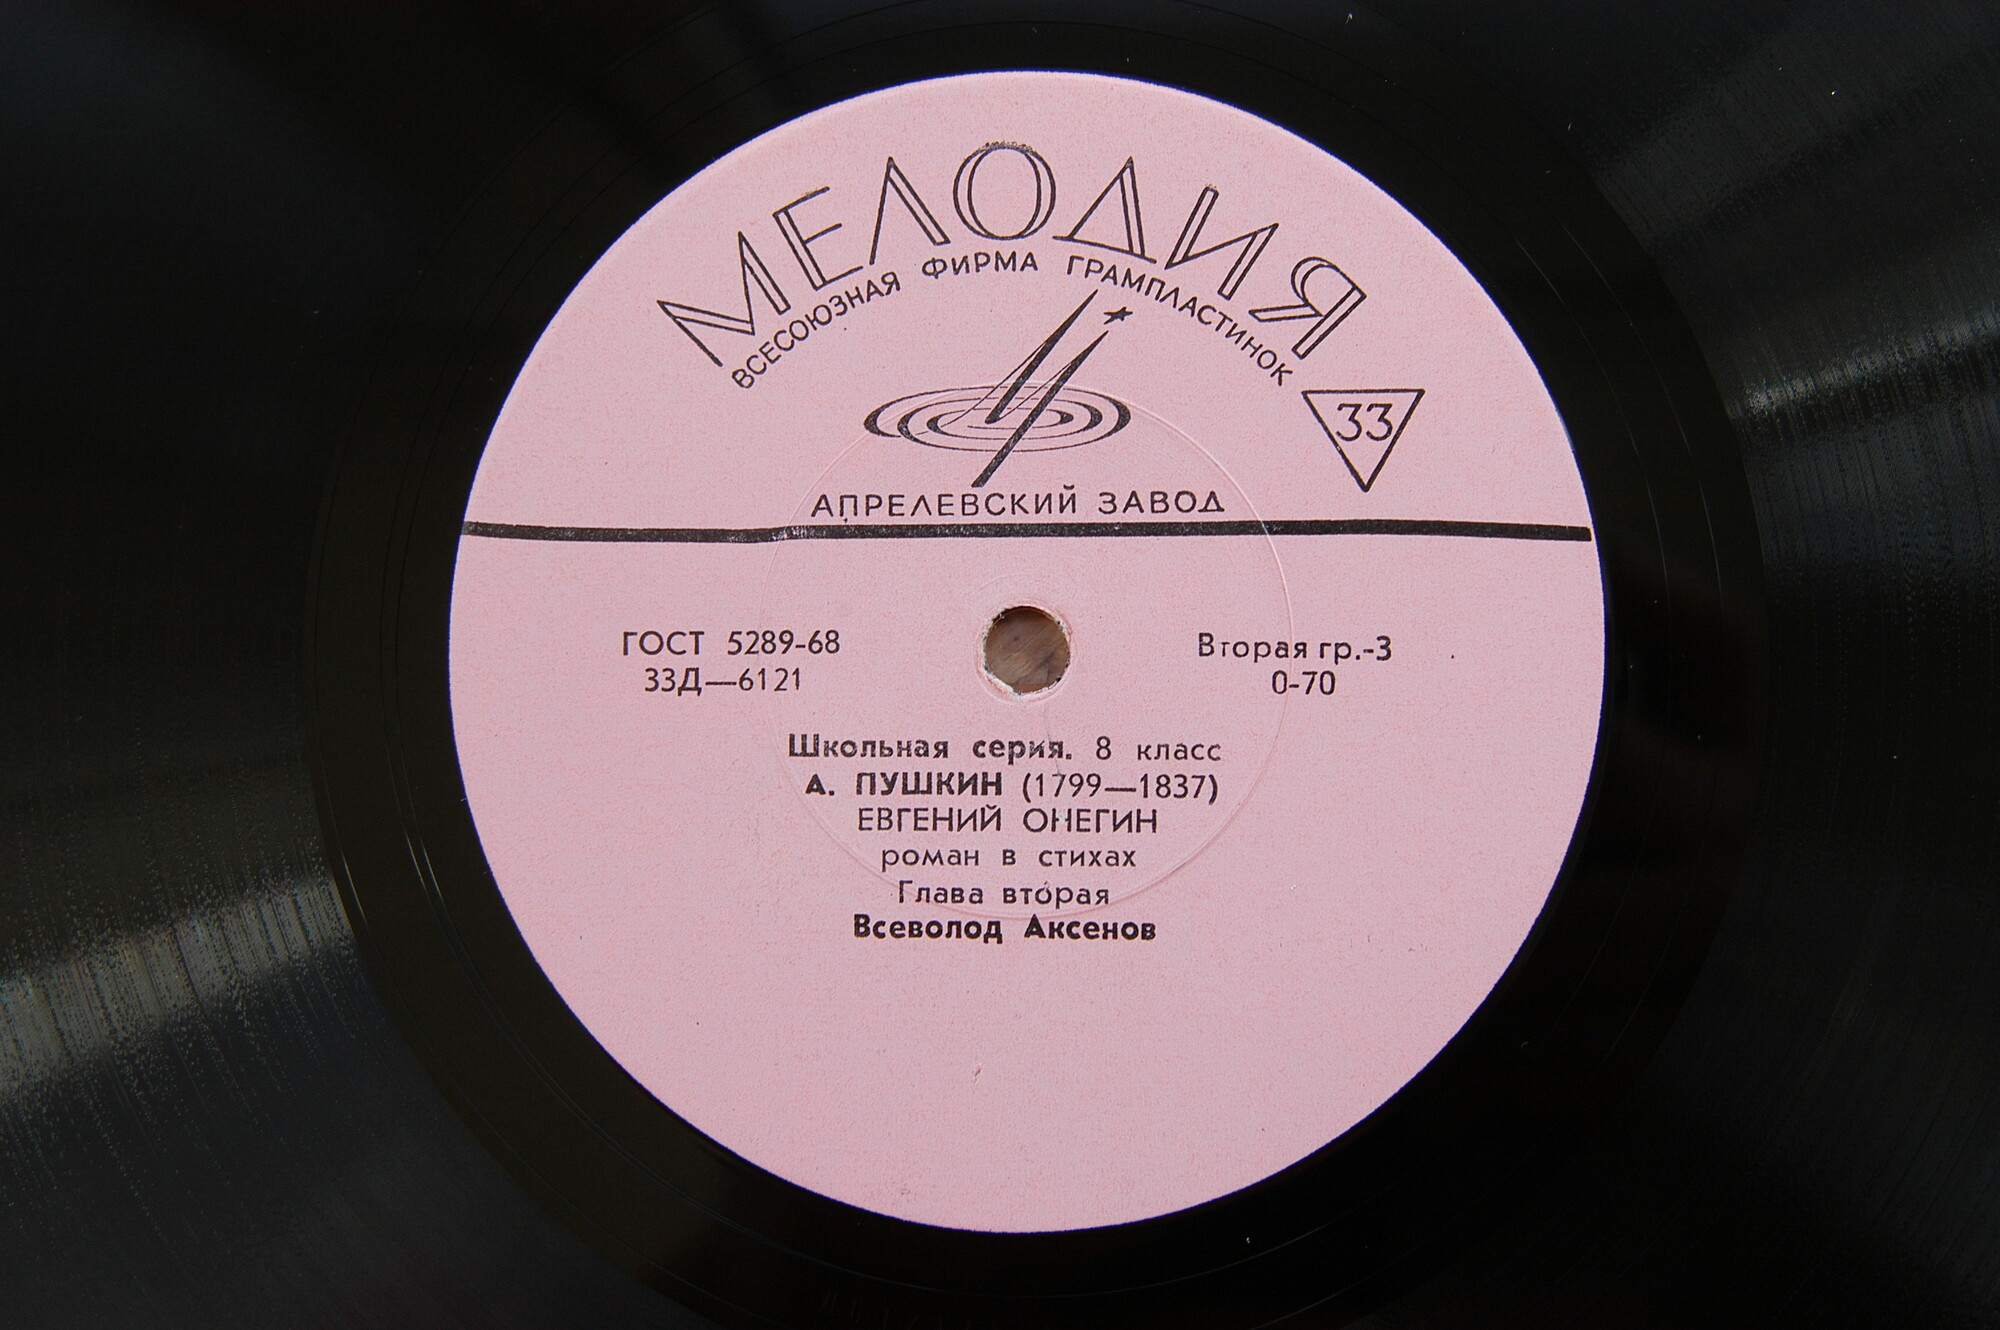 МЕЛОДИЯ
ВСЕСОЮЗНАЯ ФИРМА ГРАМПЛАСТИНОК
33
АПРЕЛЕВСКИЙ ЗАВОД
ГОСТ 5289-68
33Д—6121
Вторая гр.-3
0-70
Школьная серия. 8 класс
А. ПУШКИН (1799—1837)
ЕВГЕНИЙ ОНЕГИН
роман в стихах
Глава вторая
Всеволод Аксенов